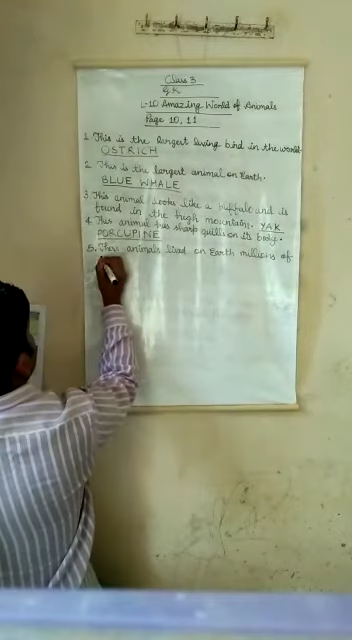 Class 3
GK
L-10 Amazing World of Animals
Page 10, 11
1. This is the largest living bird in the world.
OSTRICH
2. This is the largest animal on Earth.
BLUE WHALE
3. This animal looks like a buffalo and is
found in the high mountains. YAK
4. This animal has sharp quills on its body.
PORCUPINE
5. These animals lived on Earth millions of